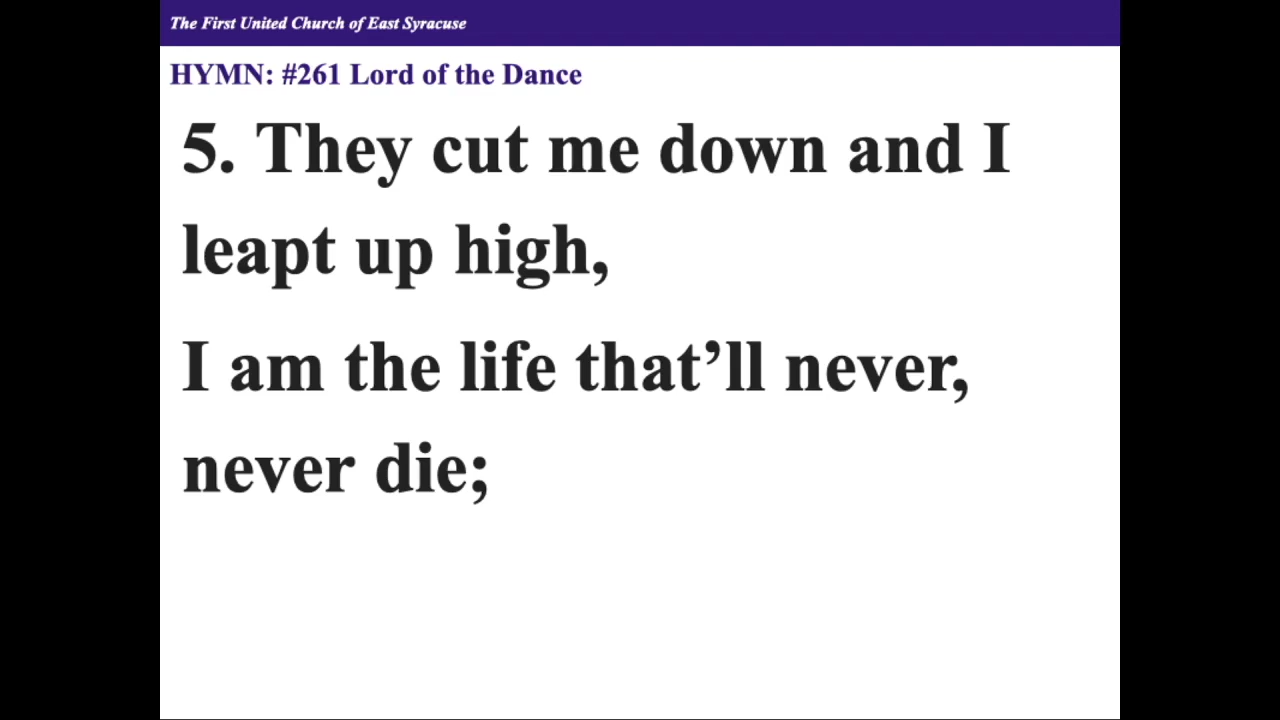 The First United Church of East Syracuse
HYMN: #261 Lord of the Dance
5. They cut me down and I
leapt up high,
I am the life that’ll never,
never die;